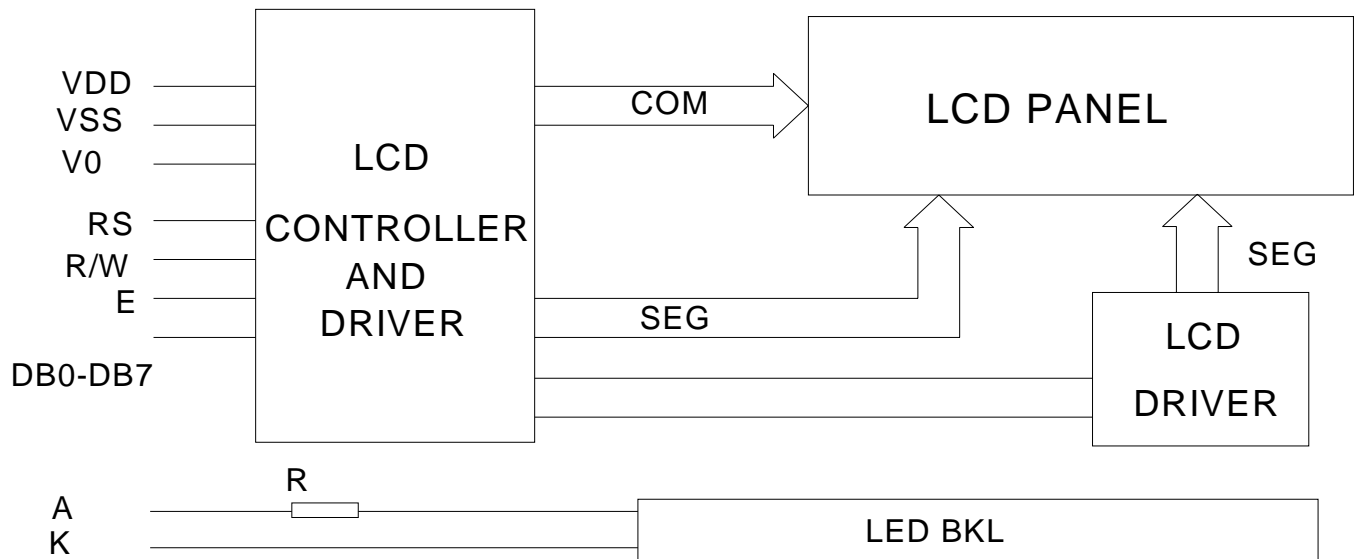 VDD
VSS
V0
RS
R/W
E
DB0-DB7
LCD
CONTROLLER
AND
DRIVER
COM
SEG
LCD PANEL
SEG
LCD
DRIVER
R
A
K
LED BKL